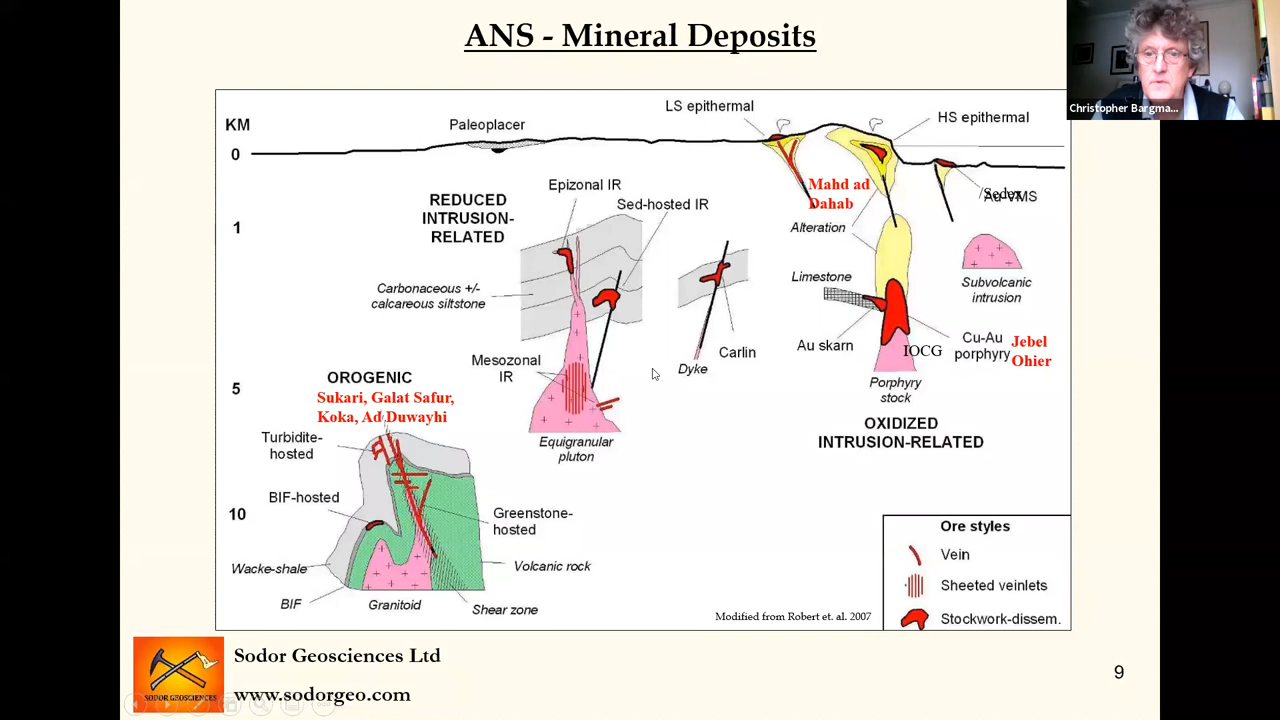 ANS - Mineral Deposits
Christopher Bargma...
LS epithermal
HS epithermal
KM
Paleoplacer
0
Epizonal IR
Mahd ad
Dahab
Sedex
Au-VMS
REDUCED
INTRUSION-
RELATED
Sed-hosted IR
1
Alteration
Carbonaceous +/-
calcareous siltstone
Limestone
Subvolcanic
intrusion
Mesozonal
IR
Dyke
Carlin
Au skarn
IOCG
Cu-Au
porphyry
Jebel
Ohier
5
OROGENIC
Sukari, Galat Safur,
Koka, Ad Duwayhi
Porphyry
stock
OXIDIZED
INTRUSION-RELATED
Equigranular
pluton
Turbidite-
hosted
BIF-hosted
10
Greenstone-
hosted
Wacke-shale
Volcanic rock
BIF
Granitoid
Shear zone
Ore styles
Vein
Sheeted veinlets
Stockwork-dissem.
Modified from Robert et. al. 2007
SODOR GEOSCIENCES
Sodor Geosciences Ltd
www.sodorgeo.com
9